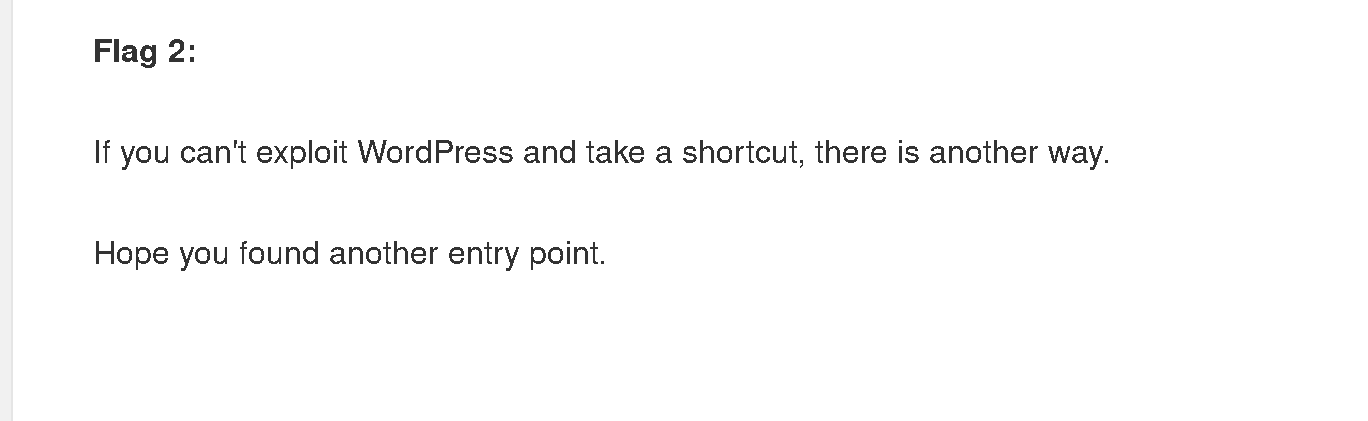 Flag 2:
If you can't exploit WordPress and take a shortcut, there is another way.
Hope you found another entry point.